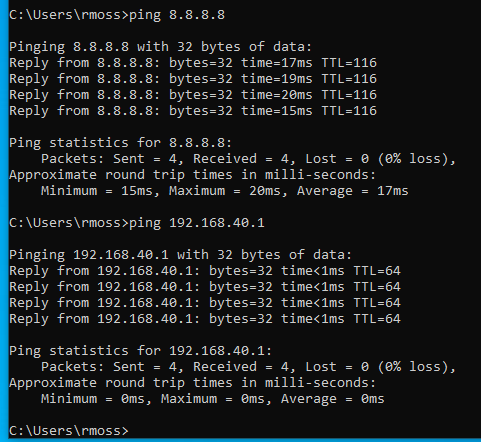 C:\Users\rmoss>ping 8.8.8.8
Pinging 8.8.8.8 with 32 bytes of data:
Reply from 8.8.8.8: bytes=32 time=17ms TTL=116
Reply from 8.8.8.8: bytes=32 time=19ms TTL=116
Reply from 8.8.8.8: bytes=32 time=20ms TTL=116
Reply from 8.8.8.8: bytes=32 time=15ms TTL=116
Ping statistics for 8.8.8.8:
    Packets: Sent = 4, Received = 4, Lost = 0 (0% loss),
Approximate round trip times in milli-seconds:
    Minimum = 15ms, Maximum = 20ms, Average = 17ms
C:\Users\rmoss>ping 192.168.40.1
Pinging 192.168.40.1 with 32 bytes of data:
Reply from 192.168.40.1: bytes=32 time<1ms TTL=64
Reply from 192.168.40.1: bytes=32 time<1ms TTL=64
Reply from 192.168.40.1: bytes=32 time<1ms TTL=64
Reply from 192.168.40.1: bytes=32 time<1ms TTL=64
Ping statistics for 192.168.40.1:
    Packets: Sent = 4, Received = 4, Lost = 0 (0% loss),
Approximate round trip times in milli-seconds:
    Minimum = 0ms, Maximum = 0ms, Average = 0ms
C:\Users\rmoss>